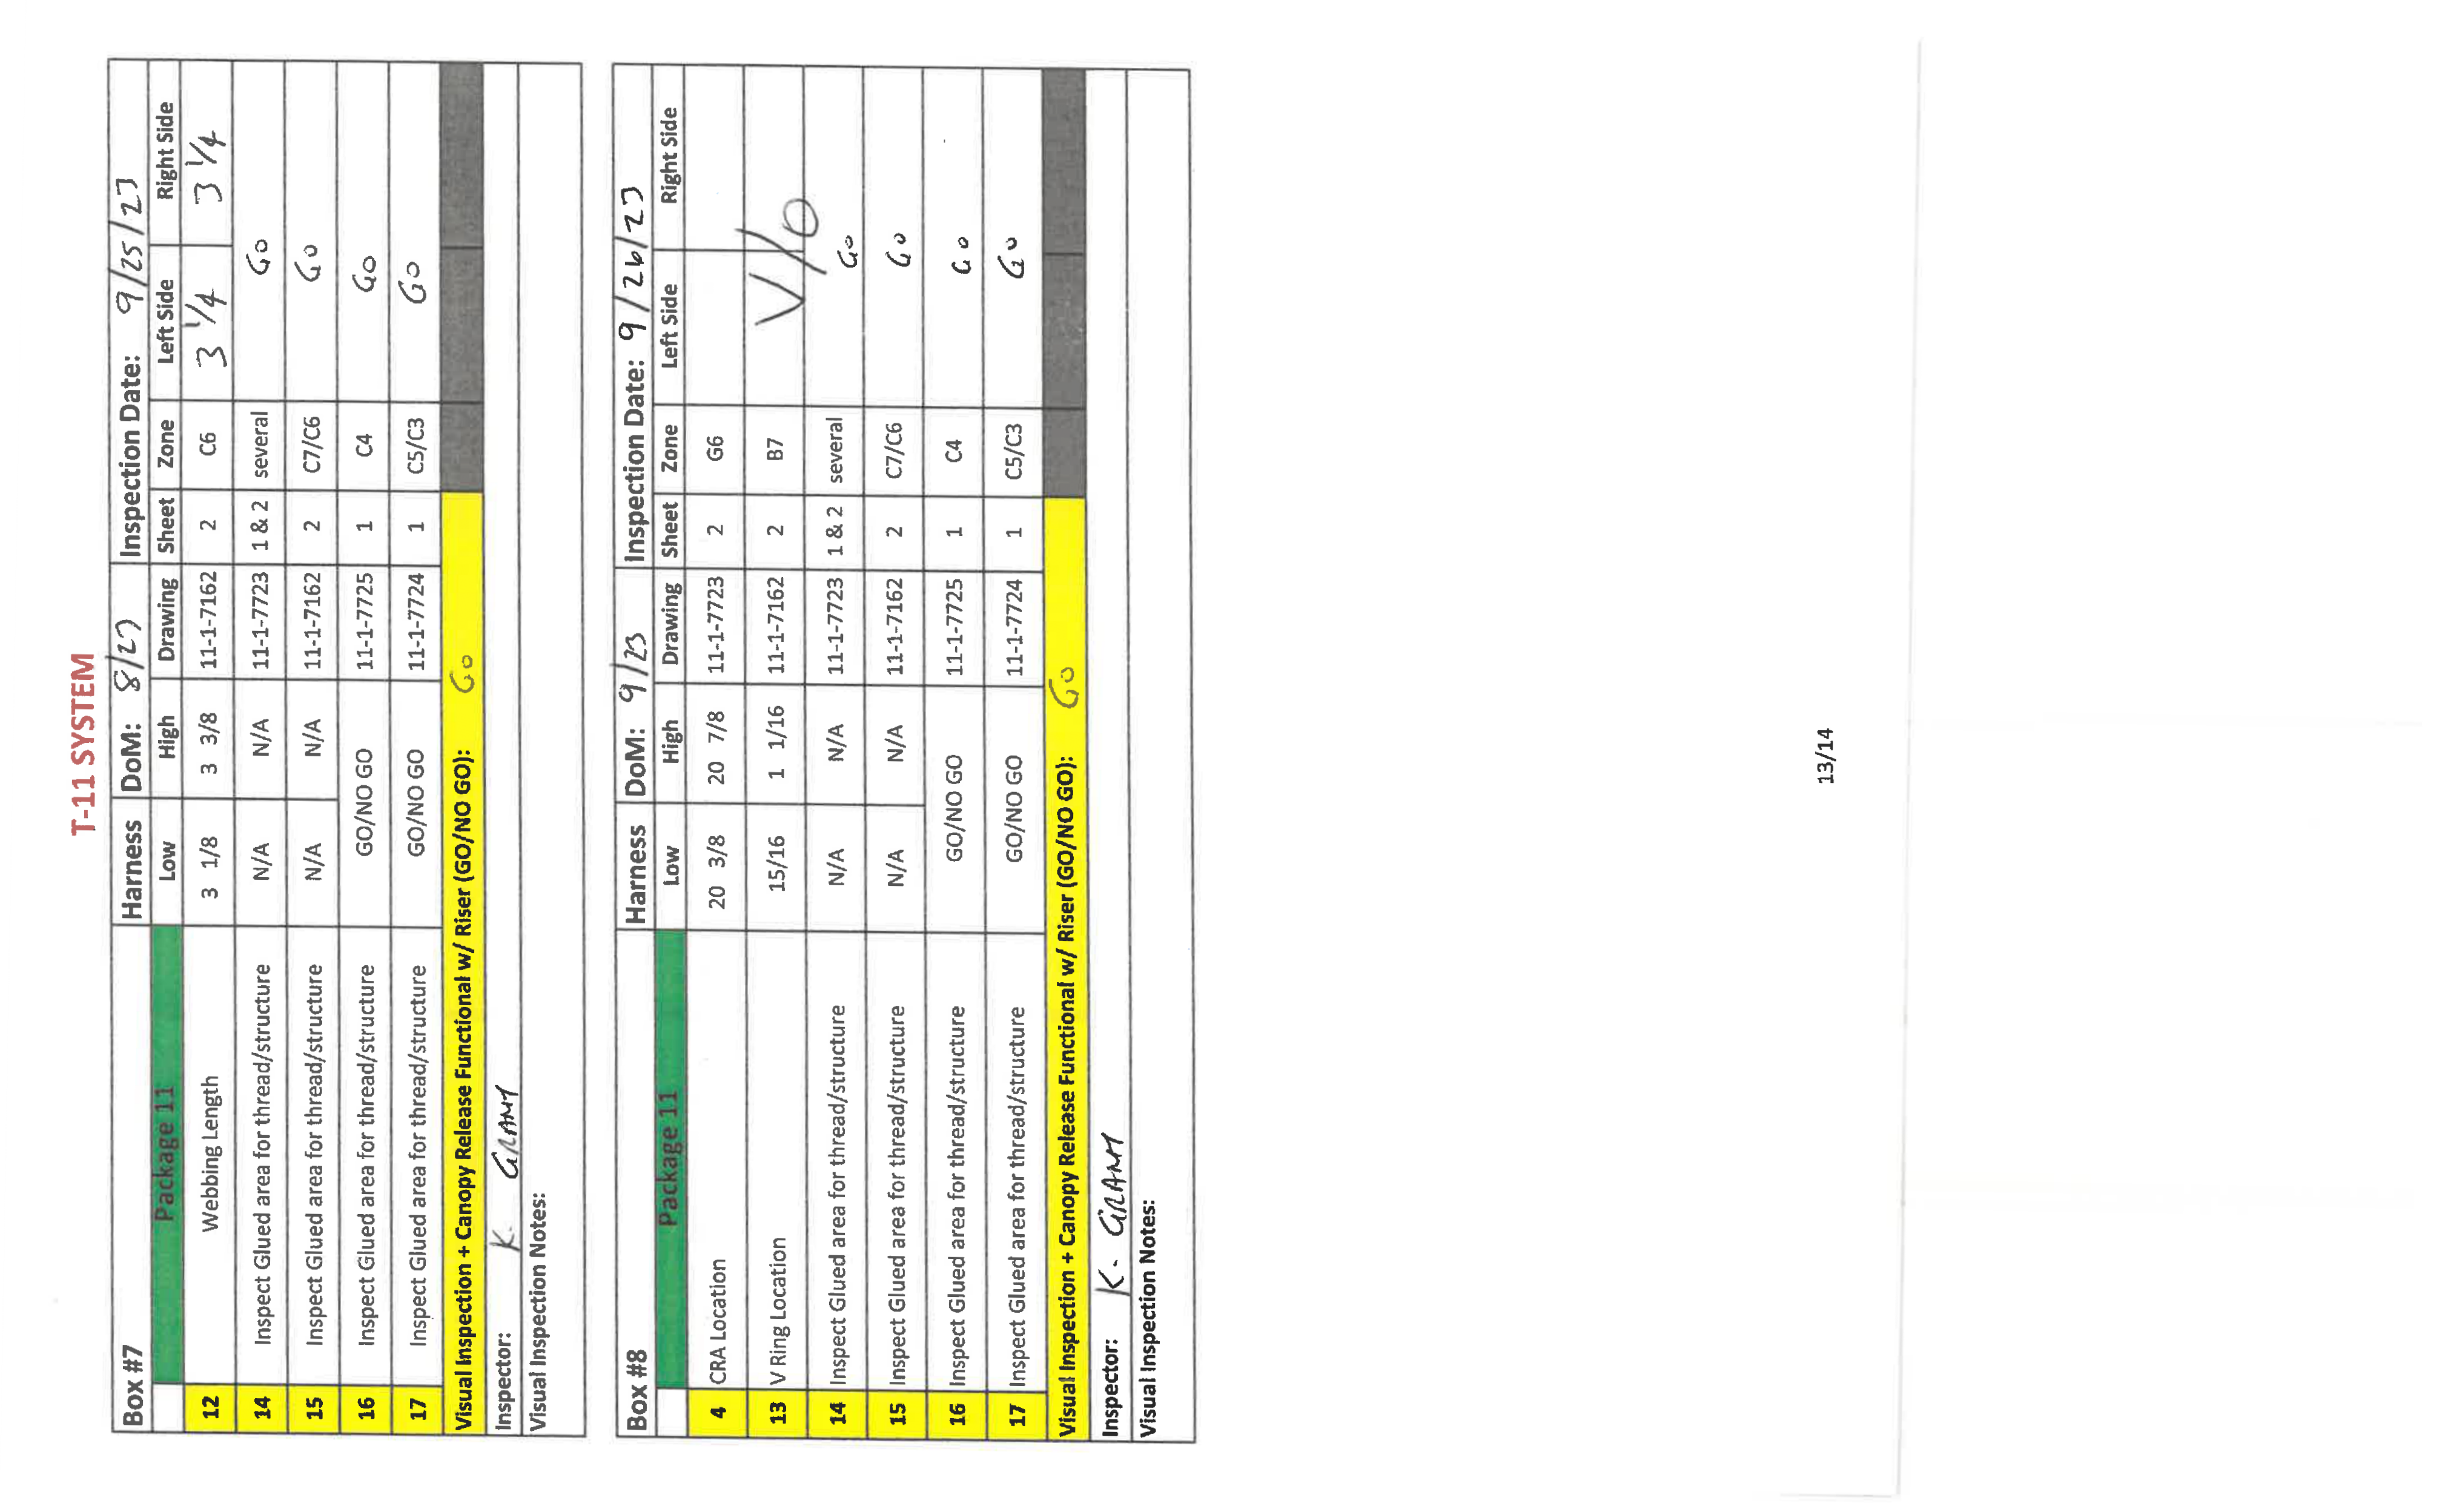 T-11 SYSTEM
Box #7 Harness DoM: 8/23 Inspection Date: 9/25/23
Package 11 Low High Drawing Sheet Zone Left Side Right Side
12 Webbing Length 3 1/8 3 3/8 11-1-7162 2 C6 3 1/4 3 1/4
14 Inspect Glued area for thread/structure N/A N/A 11-1-7723 1 & 2 several Go
15 Inspect Glued area for thread/structure N/A N/A 11-1-7162 2 C7/C6 Go
16 Inspect Glued area for thread/structure GO/NO GO 11-1-7725 1 C4 Go
17 Inspect Glued area for thread/structure GO/NO GO 11-1-7724 1 C5/C3 Go
Visual Inspection + Canopy Release Functional w/ Riser (GO/NO GO): Go
Inspector: K. GRANT
Visual Inspection Notes:
Box #8 Harness DoM: 9/23 Inspection Date: 9/26/23
Package 11 Low High Drawing Sheet Zone Left Side Right Side
4 CRA Location 20 3/8 20 7/8 11-1-7723 2 G6
13 V Ring Location 15/16 1 1/16 11-1-7162 2 B7 V/O
14 Inspect Glued area for thread/structure N/A N/A 11-1-7723 1 & 2 several Go
15 Inspect Glued area for thread/structure N/A N/A 11-1-7162 2 C7/C6 Go
16 Inspect Glued area for thread/structure GO/NO GO 11-1-7725 1 C4 Go
17 Inspect Glued area for thread/structure GO/NO GO 11-1-7724 1 C5/C3 Go
Visual Inspection + Canopy Release Functional w/ Riser (GO/NO GO): Go
Inspector: K. GRANT
Visual Inspection Notes:
13/14